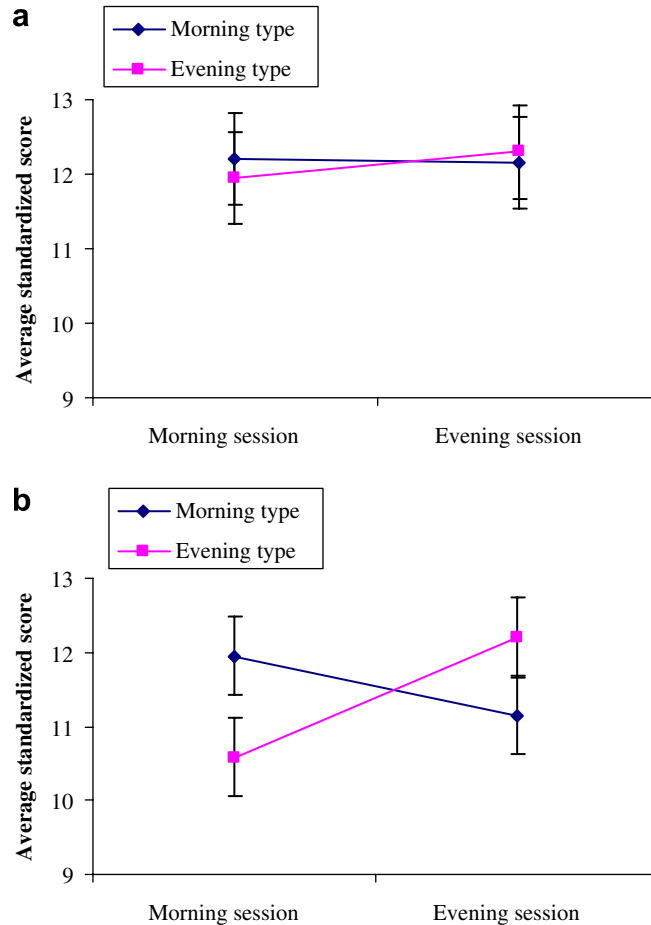 a
Morning type
Evening type
Average standardized score
13
12
11
10
9
Morning session
Evening session
b
Morning type
Evening type
Average standardized score
13
12
11
10
9
Morning session
Evening session